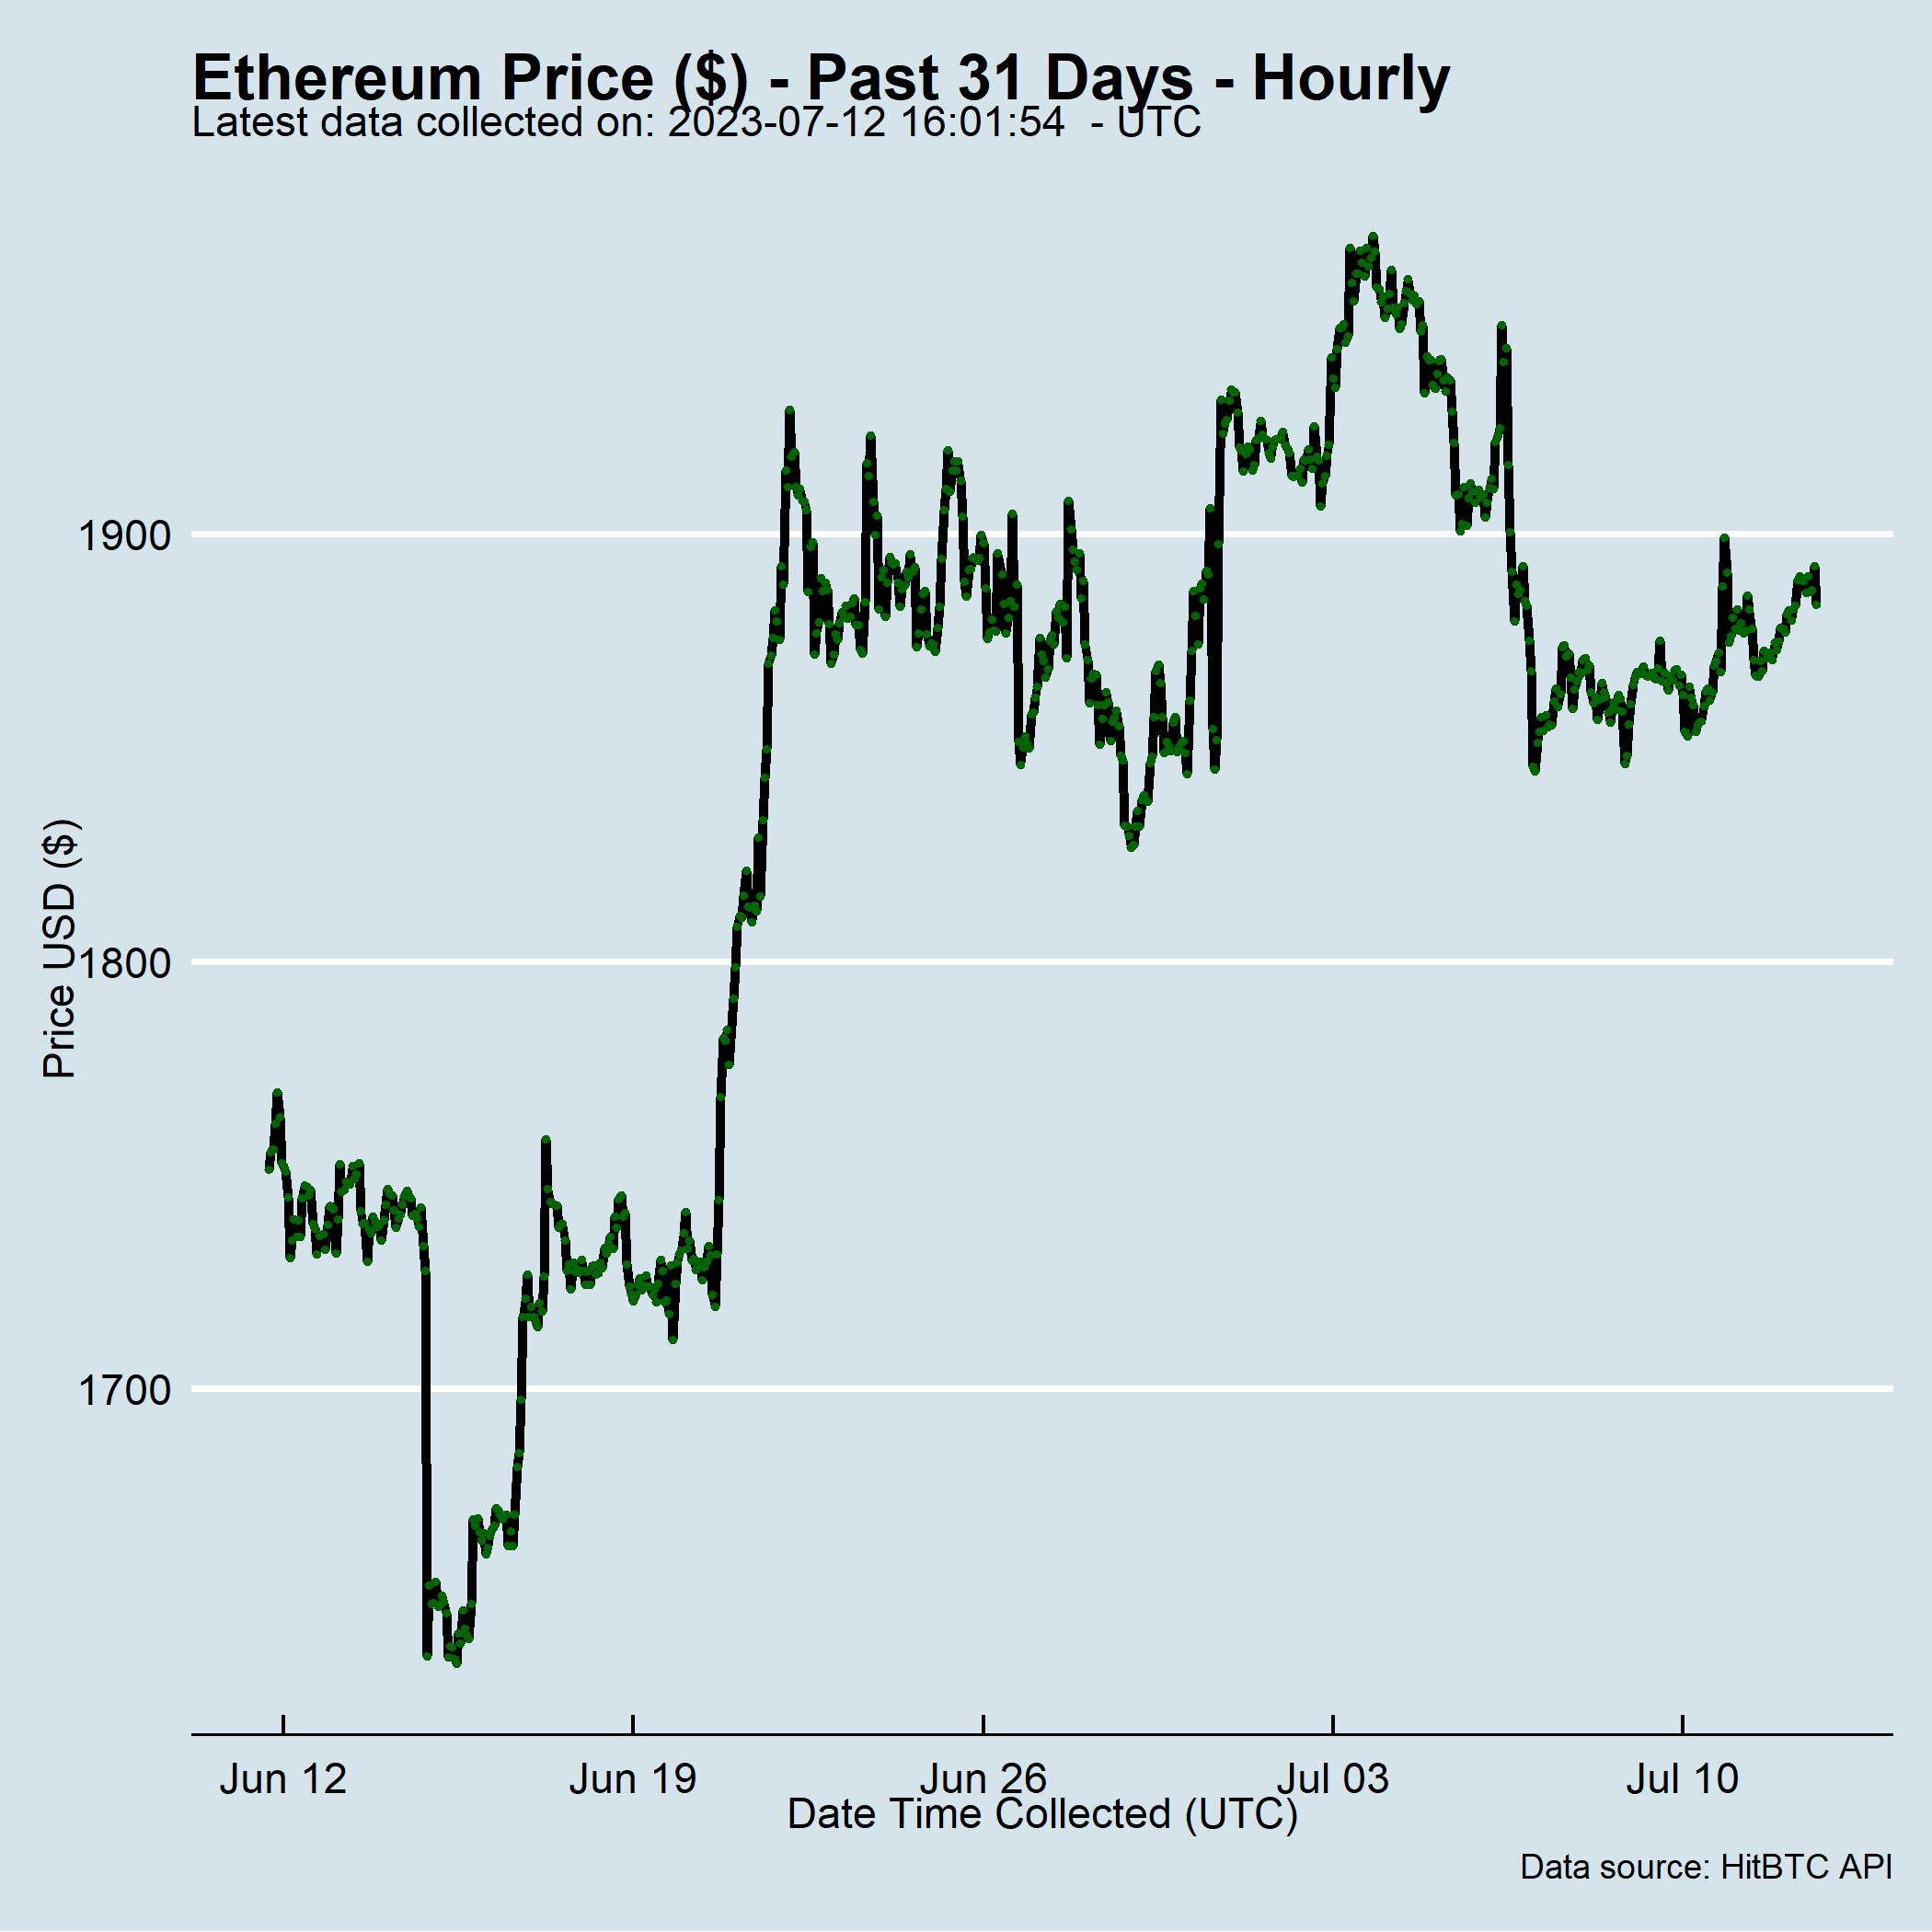 Ethereum Price ($) - Past 31 Days - Hourly
Latest data collected on: 2023-07-12 16:01:54  - UTC
Price USD ($)
1900
1800
1700
Jun 12
Jun 19
Jun 26
Jul 03
Jul 10
Date Time Collected (UTC)
Data source: HitBTC API